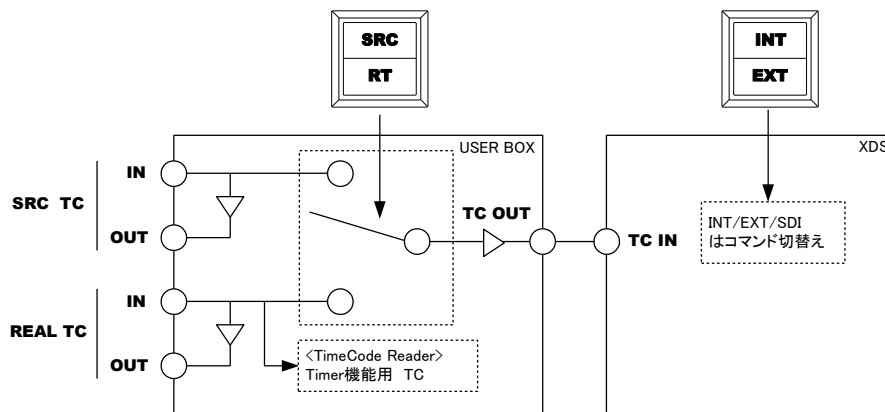 SRC
RT
INT
EXT
USER BOX
XDS
IN
SRC TC
OUT
TC OUT
TC IN
INT/EXT/SDI
はコマンド切替え
IN
REAL TC
OUT
<TimeCode Reader>
Timer機能用 TC